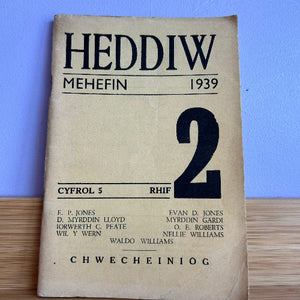 HEDDIW
MEHEFIN 1939
2
CYFROL 5 RHIF
E. P. JONES EVAN D. JONES
D. MYRDDIN LLOYD MYRDDIN GARDI
IORWERTH C. PEATE O. E. ROBERTS
WIL Y WERN NELLIE WILLIAMS
WALDO WILLIAMS
CHWECHEINIOG